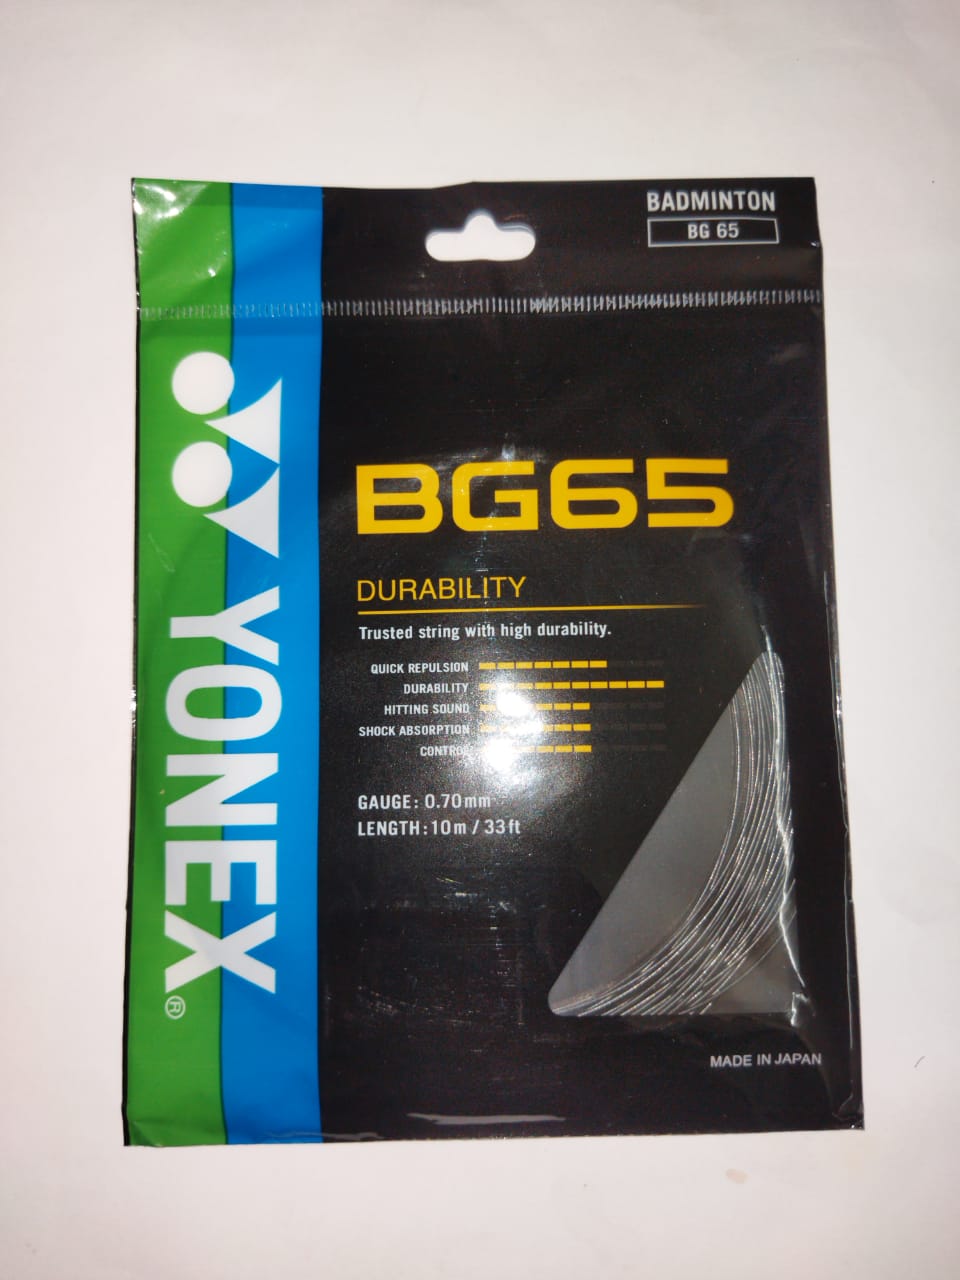 BADMINTON
BG 65
YONEX®
BG65
DURABILITY
Trusted string with high durability.
QUICK REPULSION
DURABILITY
HITTING SOUND
SHOCK ABSORPTION
CONTROL
GAUGE: 0.70mm
LENGTH: 10m / 33ft
MADE IN JAPAN